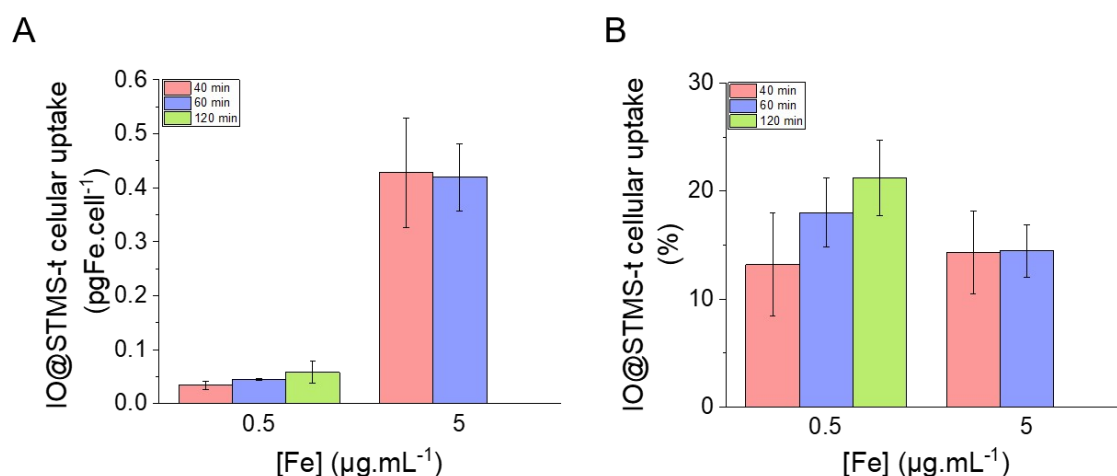 A
IO@STMS-t celular uptake
(pgFe.cell⁻¹)
0.6
0.5
0.4
0.3
0.2
0.1
0.0
40 min
60 min
120 min
0.5
5
[Fe] (µg.mL⁻¹)
B
IO@STMS-t cellular uptake
(%)
30
20
10
0
40 min
60 min
120 min
0.5
5
[Fe] (µg.mL⁻¹)